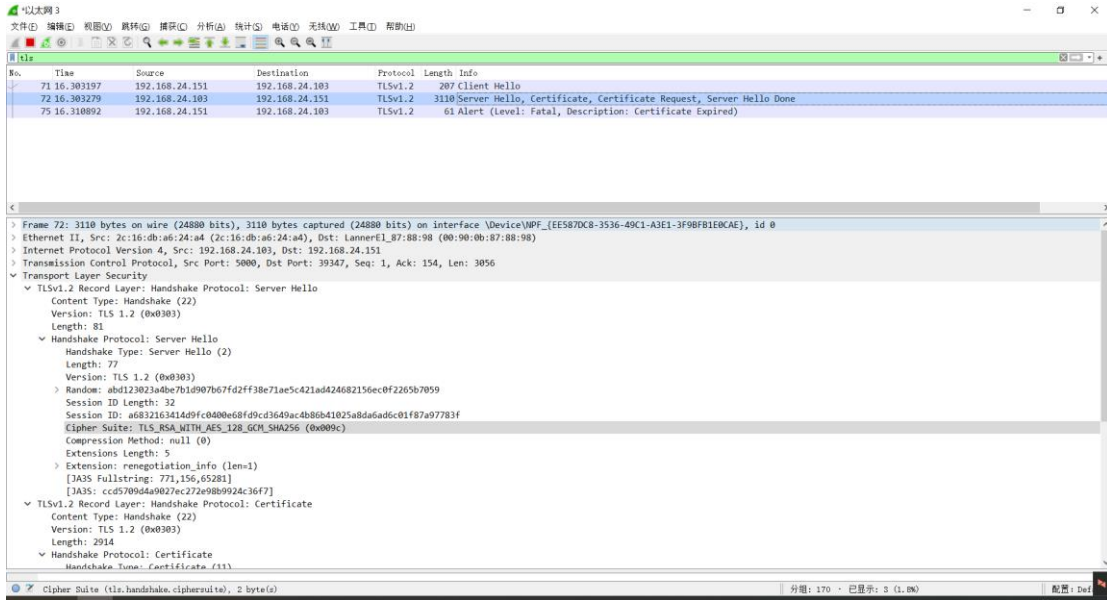 *以太网 3
文件(F) 编辑(E) 视图(V) 跳转(G) 捕获(C) 分析(A) 统计(S) 电话(Y) 无线(W) 工具(T) 帮助(H)
tls
No. Time Source Destination Protocol Length Info
71 16.303197 192.168.24.151 192.168.24.103 TLSv1.2 207 Client Hello
72 16.303279 192.168.24.103 192.168.24.151 TLSv1.2 3110 Server Hello, Certificate, Certificate Request, Server Hello Done
75 16.310892 192.168.24.151 192.168.24.103 TLSv1.2 61 Alert (Level: Fatal, Description: Certificate Expired)
Frame 72: 3110 bytes on wire (24880 bits), 3110 bytes captured (24880 bits) on interface \Device\NPF_{EE587DC8-3536-49C1-A3E1-3F9BFB1E0CAE}, id 0
Ethernet II, Src: 2c:16:db:a6:24:a4 (2c:16:db:a6:24:a4), Dst: LannerEl_87:88:98 (00:90:0b:87:88:98)
Internet Protocol Version 4, Src: 192.168.24.103, Dst: 192.168.24.151
Transmission Control Protocol, Src Port: 5000, Dst Port: 39347, Seq: 1, Ack: 154, Len: 3056
Transport Layer Security
TLSv1.2 Record Layer: Handshake Protocol: Server Hello
Content Type: Handshake (22)
Version: TLS 1.2 (0x0303)
Length: 81
Handshake Protocol: Server Hello
Handshake Type: Server Hello (2)
Length: 77
Version: TLS 1.2 (0x0303)
Random: abd123023a4be7b1d907b67fd2ff38e71ae5c421ad424682156ec0f2265b7059
Session ID Length: 32
Session ID: a6832163414d9fc0400e68fd9cd3649ac4b86b41025a8da6ad6c01f87a97783f
Cipher Suite: TLS_RSA_WITH_AES_128_GCM_SHA256 (0x009c)
Compression Method: null (0)
Extensions Length: 5
Extension: renegotiation_info (len=1)
[JA3S Fullstring: 771,156,65281]
[JA3S: ccd5709d4a9027ec272e98b9924c36f7]
TLSv1.2 Record Layer: Handshake Protocol: Certificate
Content Type: Handshake (22)
Version: TLS 1.2 (0x0303)
Length: 2914
Handshake Protocol: Certificate
Handshake Type: Certificate (11)
Cipher Suite (tls.handshake.ciphersuite), 2 byte(s)
分组: 170 · 已显示: 3 (1.8%)
配置: Def